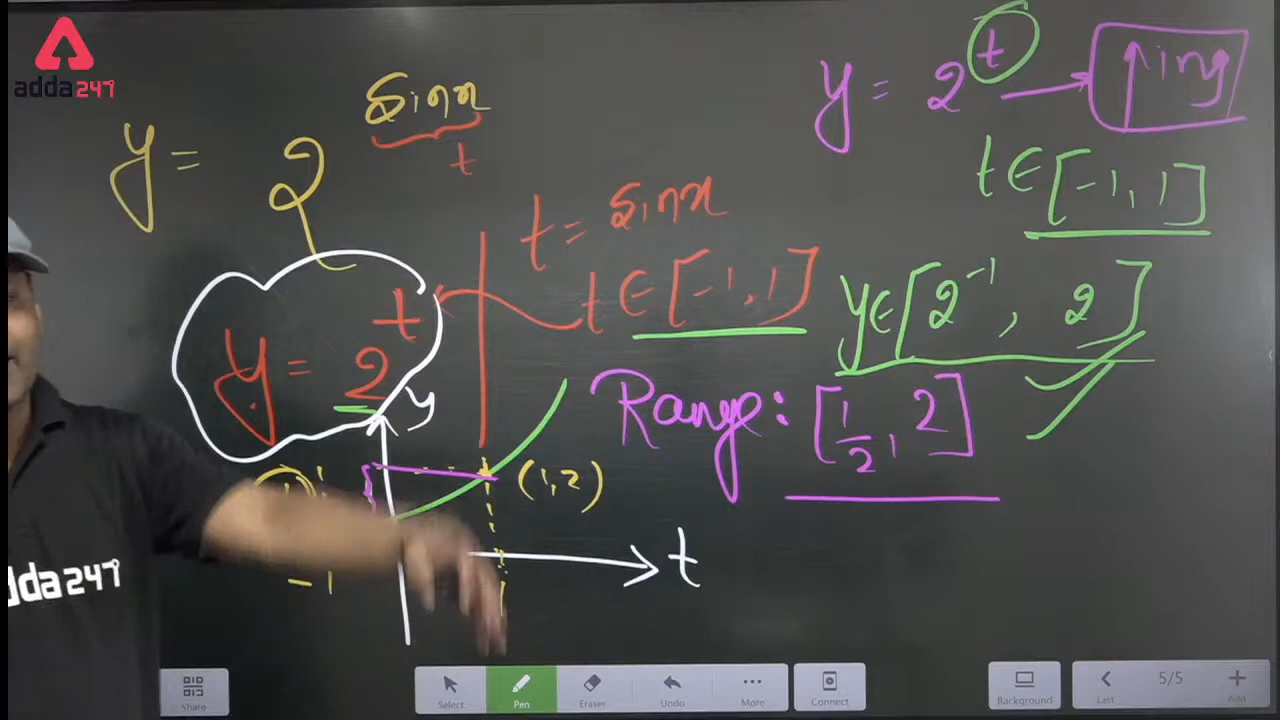 adda247
y = 2^sinx
t
t = sinx
t ∈ [-1, 1]
y = 2^t
y = 2^t → ↑ing
t ∈ [-1, 1]
y ∈ [2^-1, 2]
Range: [1/2, 2]
y
(1, 2)
t
-1
1
adda247
Share
Select
Pen
Eraser
Undo
More
Connect
Background
Last
5/5
Add